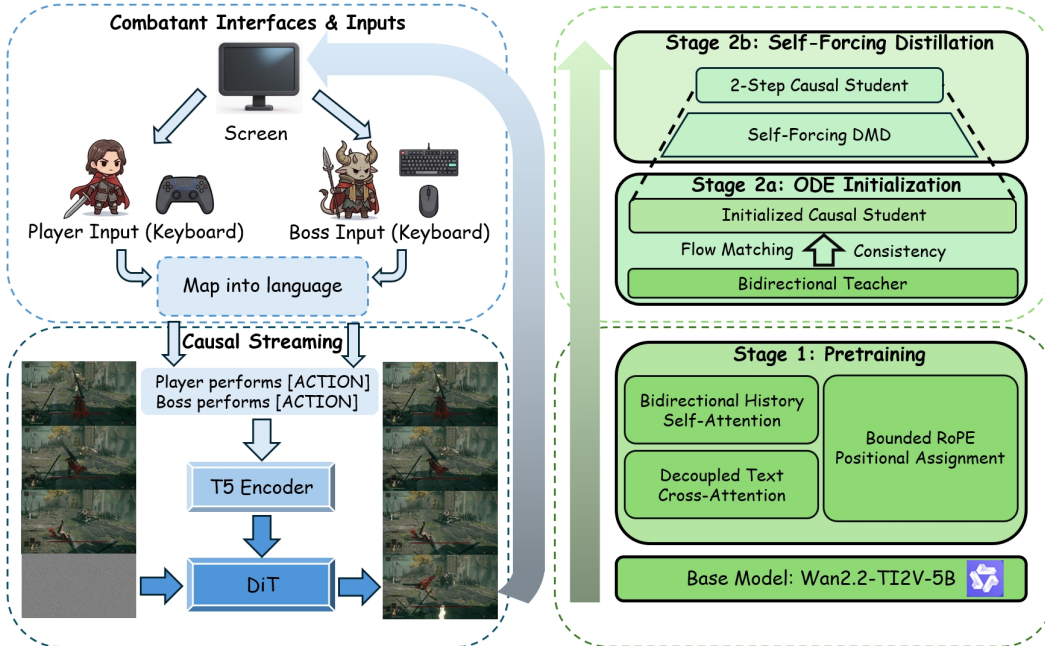 Combatant Interfaces & Inputs
Screen
Player Input (Keyboard)
Boss Input (Keyboard)
Map into language
Causal Streaming
Player performs [ACTION]
Boss performs [ACTION]
T5 Encoder
DiT
Stage 2b: Self-Forcing Distillation
2-Step Causal Student
Self-Forcing DMD
Stage 2a: ODE Initialization
Initialized Causal Student
Flow Matching
Consistency
Bidirectional Teacher
Stage 1: Pretraining
Bidirectional History
Self-Attention
Decoupled Text
Cross-Attention
Bounded RoPE
Positional Assignment
Base Model: Wan2.2-TI2V-5B